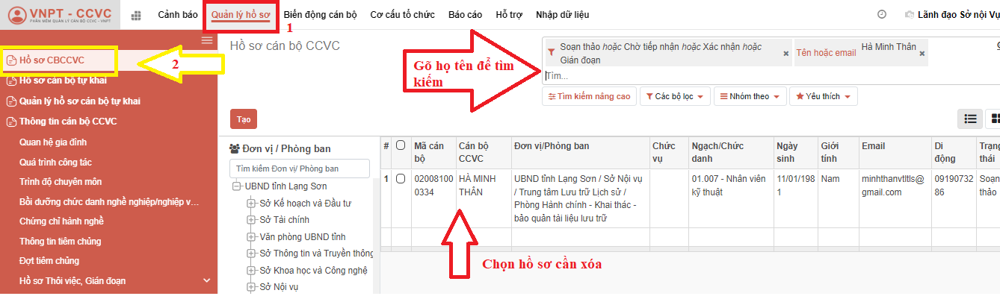 VNPT - CCVC
PHẦN MỀM QUẢN LÝ CÁN BỘ CCVC - VNPT
Cảnh báo
Quản lý hồ sơ
Biến động cán bộ
Cơ cấu tổ chức
Báo cáo
Hỗ trợ
Nhập dữ liệu
Lãnh đạo Sở nội Vụ
1
Hồ sơ CBCCVC
2
Hồ sơ cán bộ tự khai
Quản lý hồ sơ cán bộ tự khai
Thông tin cán bộ CCVC
Quan hệ gia đình
Quá trình công tác
Trình độ chuyên môn
Bồi dưỡng chức danh nghề nghiệp/nghiệp v...
Chứng chỉ hành nghề
Thông tin tiêm chủng
Đợt tiêm chủng
Hồ sơ Thôi việc, Gián đoạn
Hồ sơ cán bộ CCVC
Gõ họ tên để tìm
kiếm
Soạn thảo hoặc Chờ tiếp nhận hoặc Xác nhận hoặc
Gián đoạn
Tên hoặc email
Hà Minh Thân
Tìm...
Tìm kiếm nâng cao
Các bộ lọc
Nhóm theo
Yêu thích
Tạo
Đơn vị / Phòng ban
Tìm kiếm Đơn vị/ Phòng ban
UBND tỉnh Lạng Sơn
Sở Kế hoạch và Đầu tư
Sở Tài chính
Văn phòng UBND tỉnh
Sở Thông tin và Truyền thông
Sở Khoa học và Công nghệ
Sở Nội vụ
#
Mã cán
bộ
Cán bộ
CCVC
Đơn vị/Phòng ban
Chức
vụ
Ngạch/Chức
danh
Ngày
sinh
Giới
tính
Email
Di
động
Trạng
thái
1
02008100
0334
HÀ MINH
THÂN
UBND tỉnh Lạng Sơn / Sở Nội vụ
/ Trung tâm Lưu trữ Lịch sử /
Phòng Hành chính - Khai thác -
bảo quản tài liệu lưu trữ
01.007 - Nhân viên
kỹ thuật
11/01/198
1
Nam
minhthanvtltls@
gmail.com
09190732
86
Soạn
thảo
Chọn hồ sơ cần xóa